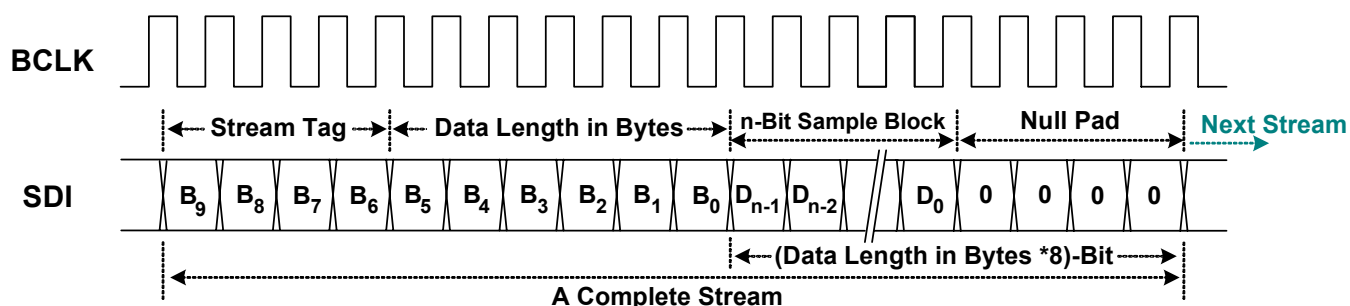 BCLK
Stream Tag Data Length in Bytes n-Bit Sample Block Null Pad Next Stream
SDI B9 B8 B7 B6 B5 B4 B3 B2 B1 B0 Dn-1 Dn-2 D0 0 0 0 0
(Data Length in Bytes *8)-Bit
A Complete Stream